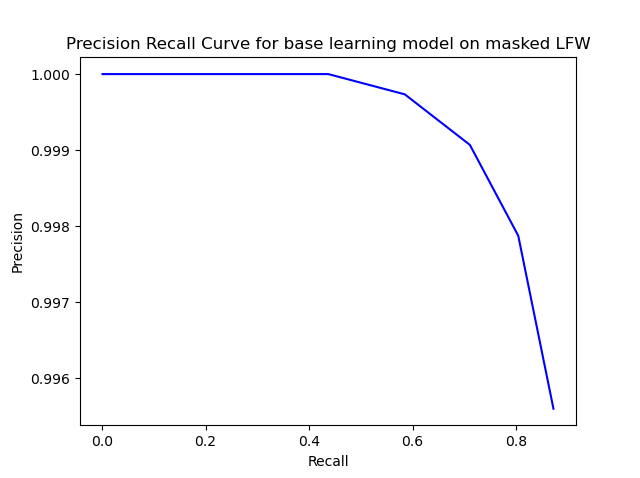 Precision Recall Curve for base learning model on masked LFW
1.000
0.999
0.998
0.997
0.996
Precision
0.0 0.2 0.4 0.6 0.8
Recall